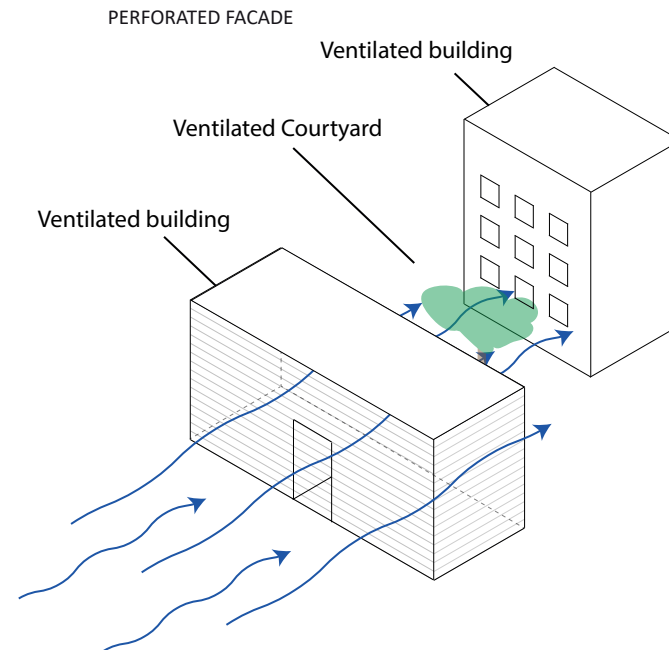 PERFORATED FACADE
Ventilated building
Ventilated Courtyard
Ventilated building